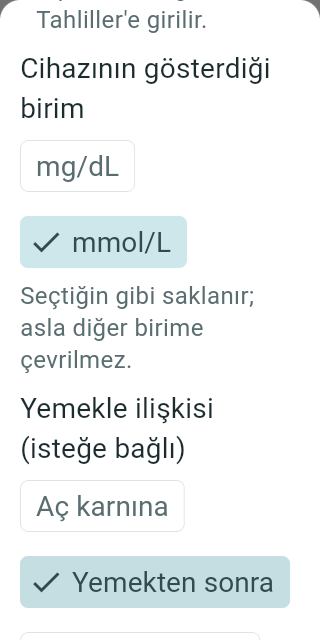 Tahliller'e girilir.
Cihazının gösterdiği
birim
mg/dL
mmol/L
Seçtiğin gibi saklanır;
asla diğer birime
çevrilmez.
Yemekle ilişkisi
(isteğe bağlı)
Aç karnına
Yemekten sonra